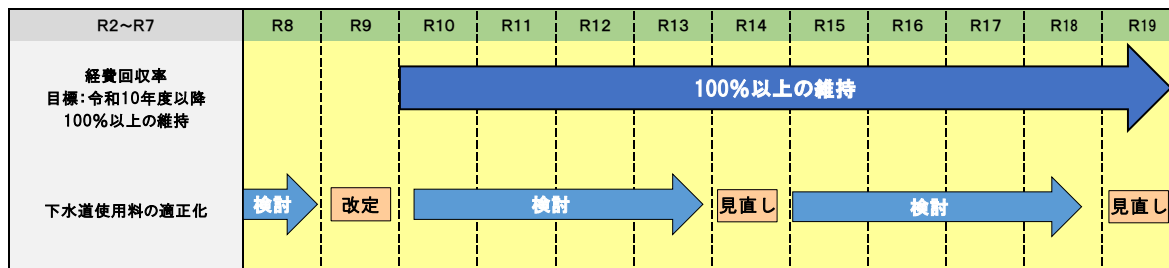 R2～R7 R8 R9 R10 R11 R12 R13 R14 R15 R16 R17 R18 R19
経費回収率
目標：令和10年度以降
100％以上の維持
100％以上の維持
下水道使用料の適正化
検討 改定 検討 見直し 検討 見直し